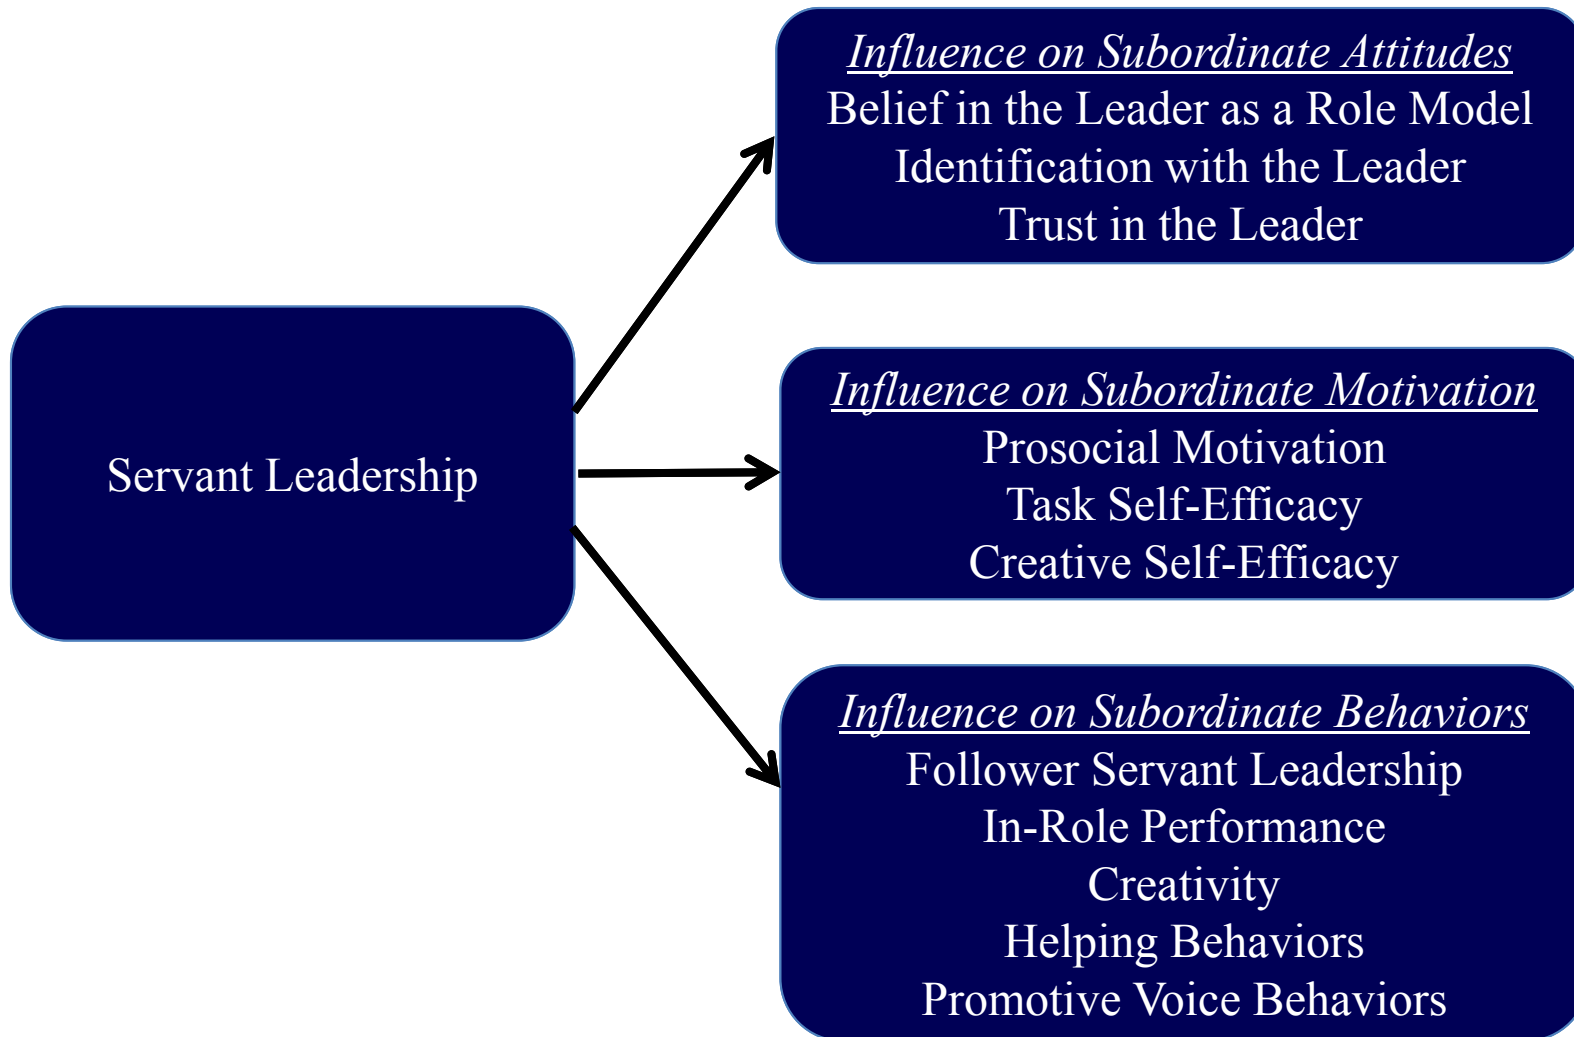 Influence on Subordinate Attitudes
Belief in the Leader as a Role Model
Identification with the Leader
Trust in the Leader
Servant Leadership
Influence on Subordinate Motivation
Prosocial Motivation
Task Self-Efficacy
Creative Self-Efficacy
Influence on Subordinate Behaviors
Follower Servant Leadership
In-Role Performance
Creativity
Helping Behaviors
Promotive Voice Behaviors